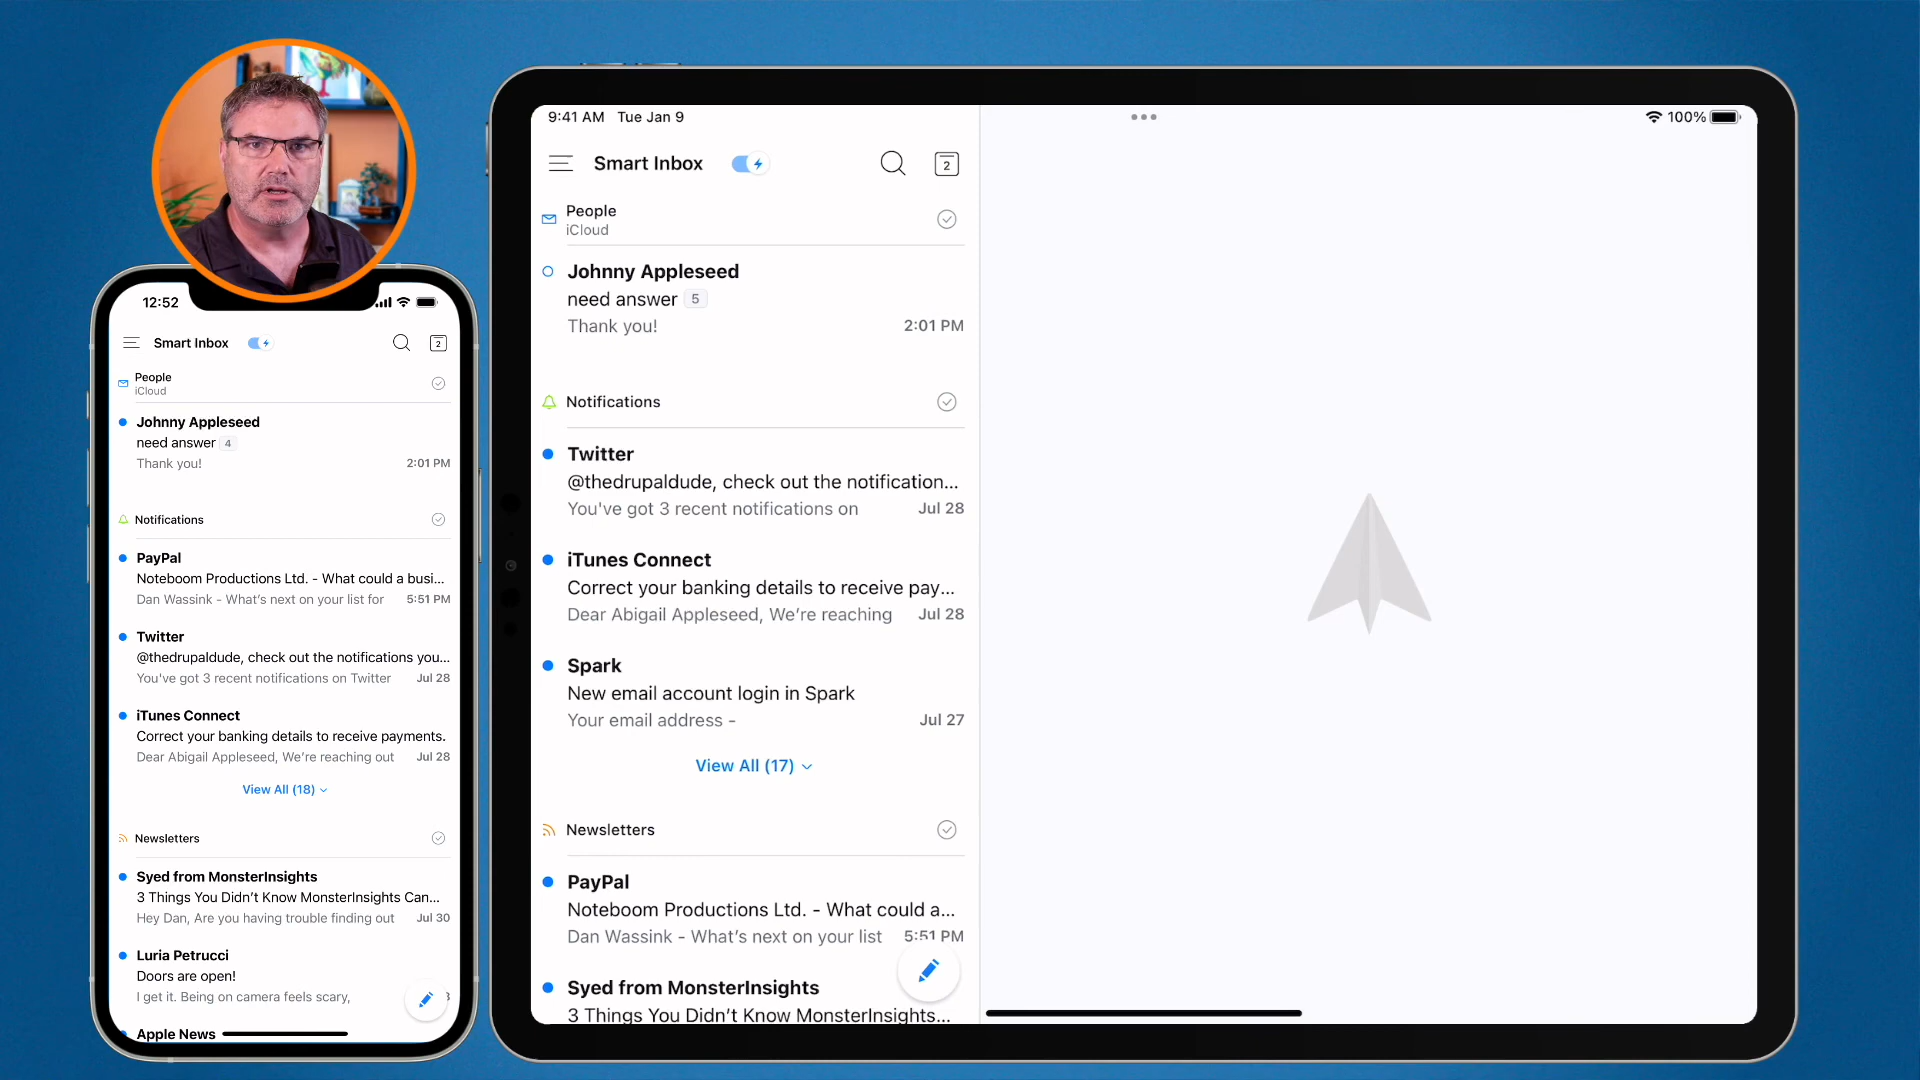 12:52
Smart Inbox
2
People
iCloud
Johnny Appleseed
need answer 4
Thank you! 2:01 PM
Notifications
PayPal
Noteboom Productions Ltd. - What could a busi...
Dan Wassink - What's next on your list for 5:51 PM
Twitter
@thedrupaldude, check out the notifications you...
You've got 3 recent notifications on Twitter Jul 28
iTunes Connect
Correct your banking details to receive payments.
Dear Abigail Appleseed, We're reaching out Jul 28
View All (18)
Newsletters
Syed from MonsterInsights
3 Things You Didn't Know MonsterInsights Can...
Hey Dan, Are you having trouble finding out Jul 30
Luria Petrucci
Doors are open!
I get it. Being on camera feels scary,
Apple News
9:41 AM Tue Jan 9 100%
Smart Inbox
2
People
iCloud
Johnny Appleseed
need answer 5
Thank you! 2:01 PM
Notifications
Twitter
@thedrupaldude, check out the notification...
You've got 3 recent notifications on Jul 28
iTunes Connect
Correct your banking details to receive pay...
Dear Abigail Appleseed, We're reaching Jul 28
Spark
New email account login in Spark
Your email address - Jul 27
View All (17)
Newsletters
PayPal
Noteboom Productions Ltd. - What could a...
Dan Wassink - What's next on your list 5:51 PM
Syed from MonsterInsights
3 Things You Didn't Know MonsterInsights...